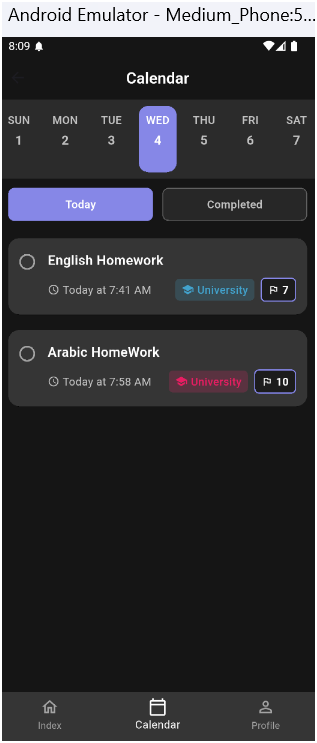 Android Emulator - Medium_Phone:5...
8:09
Calendar
SUN MON TUE WED THU FRI SAT
1 2 3 4 5 6 7
Today Completed
English Homework
Today at 7:41 AM University 7
Arabic HomeWork
Today at 7:58 AM University 10
Index Calendar Profile